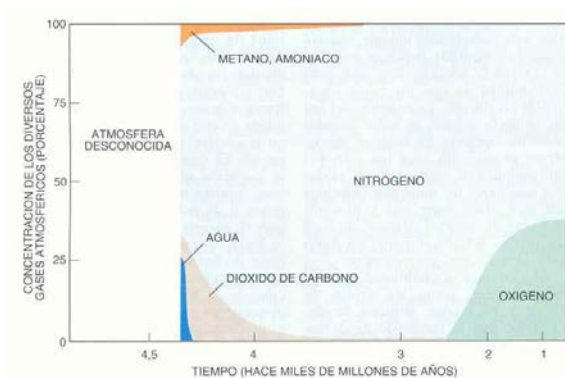 CONCENTRACION DE LOS DIVERSOS
GASES ATMOSFERICOS (PORCENTAJE)
100
75
50
25
0
METANO, AMONIACO
ATMOSFERA
DESCONOCIDA
NITROGENO
AGUA
DIOXIDO DE CARBONO
OXIGENO
4,5
4
3
2
1
TIEMPO (HACE MILES DE MILLONES DE AÑOS)